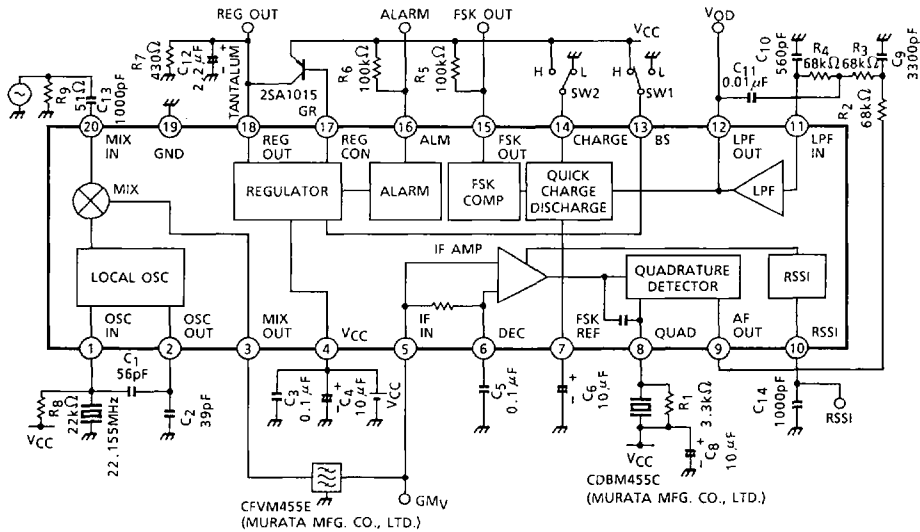 REG OUT
ALARM
FSK OUT
VCC
VOD
R7
430Ω
C12
2.2μF
TANTALUM
2SA1015
GR
R6
100kΩ
R5
100kΩ
H
L
SW2
H
L
SW1
C11
0.01μF
C10
560pF
R4
68kΩ
R3
68kΩ
C9
3300pF
R2
68kΩ
R9
51Ω
C13
1000pF
20
19
18
17
16
15
14
13
12
11
MIX IN
GND
REG OUT
REG CON
ALM
FSK OUT
CHARGE
BS
LPF OUT
LPF IN
MIX
REGULATOR
ALARM
FSK COMP
QUICK CHARGE DISCHARGE
LPF
LOCAL OSC
IF AMP
QUADRATURE DETECTOR
RSSI
OSC IN
OSC OUT
MIX OUT
VCC
IF IN
DEC
FSK REF
QUAD
AF OUT
RSSI
1
2
3
4
5
6
7
8
9
10
C1
56pF
R8
22kΩ
VCC
22.155MHz
C2
39pF
C3
0.1μF
C4
10μF
VCC
C5
0.1μF
C6
10μF
R1
3.3kΩ
VCC
C8
10μF
C14
1000pF
RSSI
CFVM455E
(MURATA MFG. CO., LTD.)
GMV
CDBM455C
(MURATA MFG. CO., LTD.)